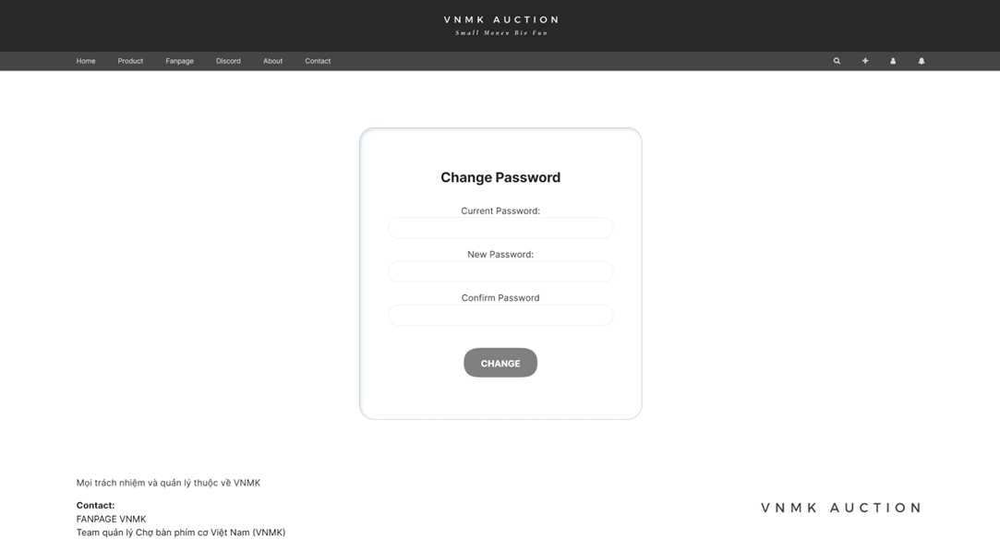 VNMK AUCTION
Small Money Big Fun
Home Product Fanpage Discord About Contact
Change Password
Current Password:
New Password:
Confirm Password
CHANGE
Mọi trách nhiệm và quản lý thuộc về VNMK
Contact:
FANPAGE VNMK
Team quản lý Chợ bàn phím cơ Việt Nam (VNMK)
VNMK AUCTION